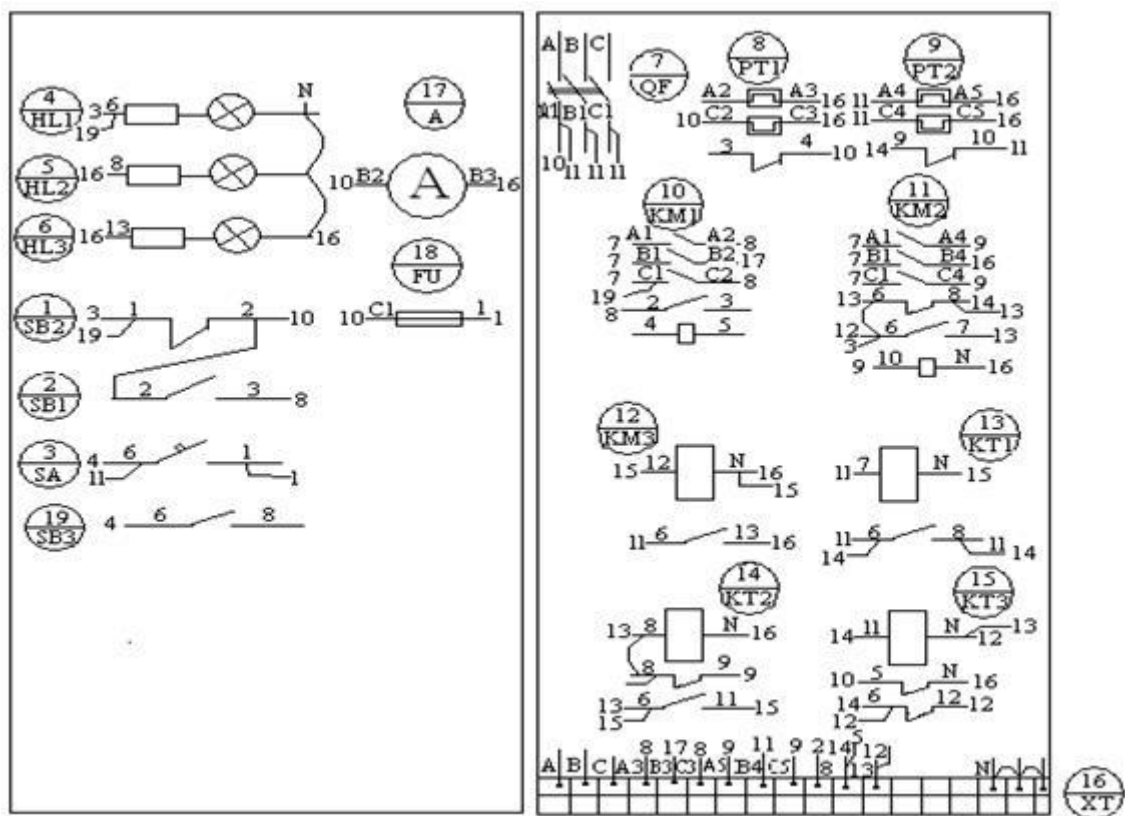 4
HL1
3 6
19
N
5
HL2
16 8
6
HL3
16 13
16
1
SB2
3 1 2 10
19
2
SB1
2 3 8
3
SA
4 6 1
11 1
19
SB3
4 6 8
17
A
10 B2 A B3 16
18
FU
10 C1 1 1
A B C
B1 C1
10 11 11 11
7
QF
8
PT1
A2 A3 16
10 C2 C3 16
3 4 10
9
PT2
11 A4 A5 16
11 C4 C5 16
14 9 10 11
10
KM1
7 A1 A2 8
7 B1 B2 17
7 C1 C2 8
19
8 2 3
4 5
11
KM2
7 A1 A4 9
7 B1 B4 16
7 C1 C4 9
13 6 8 14 13
12 6 7 13
3
9 10 N 16
12
KM3
15 12 N 16
15
11 6 13 16
13
KT1
11 7 N 15
11 6 8 11
14 14
14
KT2
13 8 N 16
8 9 9
13 6 11 15
15
15
KT3
14 11 N 12 13
10 5 N 16
14 6 12 12
12
8 17 8 9 11 9 2 14 5 12
A B C A3 B3 C3 A5 B4 C5 8 13 N
16
XT